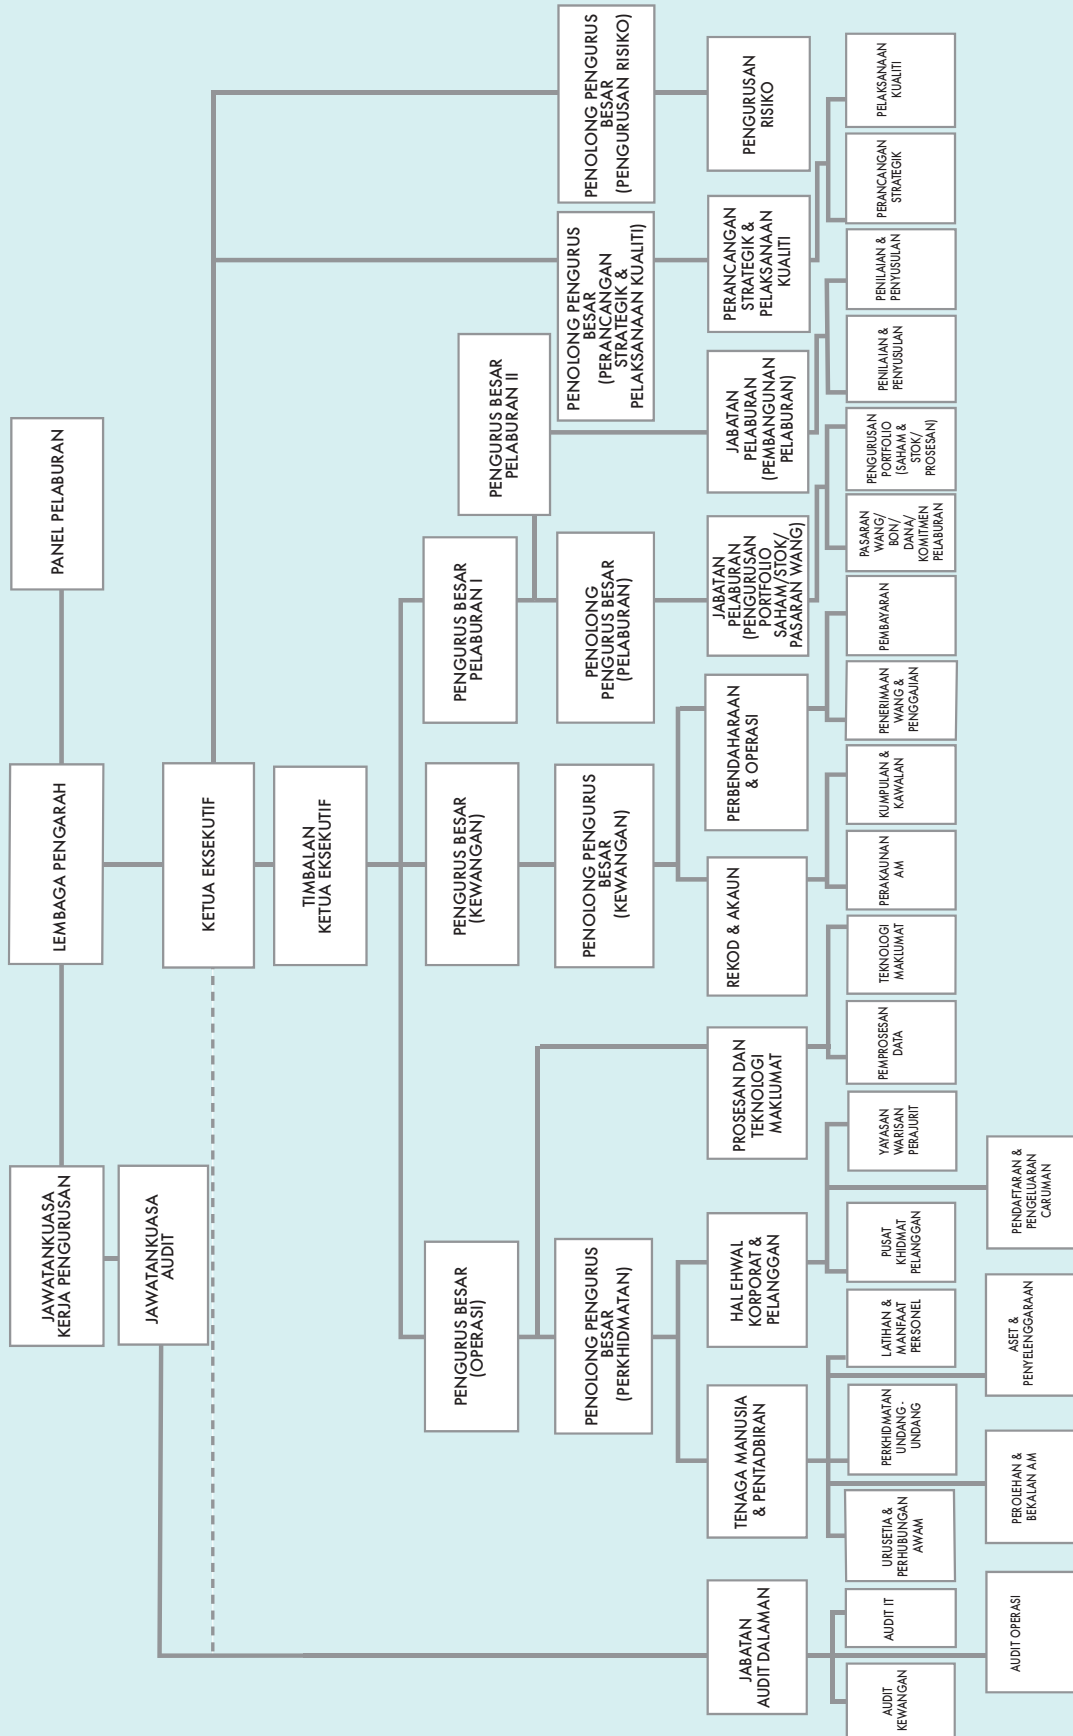 PANEL PELABURAN
LEMBAGA PENGARAH
JAWATANKUASA
KERJA PENGURUSAN
JAWATANKUASA
AUDIT
KETUA EKSEKUTIF
TIMBALAN
KETUA EKSEKUTIF
PENGURUS BESAR
(OPERASI)
PENGURUS BESAR
(KEWANGAN)
PENGURUS BESAR
PELABURAN I
PENGURUS BESAR
PELABURAN II
PENOLONG PENGURUS
BESAR
(PERKHIDMATAN)
PENOLONG PENGURUS
BESAR
(KEWANGAN)
PENOLONG
PENGURUS BESAR
(PELABURAN)
PENOLONG PENGURUS
BESAR
(PERANCANGAN
STRATEGIK &
PELAKSANAAN KUALITI)
PENOLONG PENGURUS
BESAR
(PENGURUSAN RISIKO)
JABATAN
AUDIT DALAMAN
TENAGA MANUSIA
& PENTADBIRAN
HAL EHWAL
KORPORAT &
PELANGGAN
PROSESAN DAN
TEKNOLOGI
MAKLUMAT
REKOD & AKAUN
PERBENDAHARAAN
& OPERASI
JABATAN
PELABURAN
(PENGURUSAN
PORTFOLIO
SAHAM/STOK/
PASARAN WANG)
JABATAN
PELABURAN
(PEMBANGUNAN
PELABURAN)
PERANCANGAN
STRATEGIK &
PELAKSANAAN
KUALITI
PENGURUSAN
RISIKO
AUDIT
KEWANGAN
AUDIT IT
URUSETIA &
PERHUBUNGAN
AWAM
PERKHIDMATAN
UNDANG -
UNDANG
LATIHAN &
MANFAAT
PERSONEL
PUSAT
KHIDMAT
PELANGGAN
YAYASAN
WARISAN
PERAJURIT
PEMPROSESAN
DATA
TEKNOLOGI
MAKLUMAT
PERAKAUNAN
AM
KUMPULAN &
KAWALAN
PENERIMAAN
WANG &
PENGGAJIAN
PEMBAYARAN
PASARAN
WANG/
BON/
DANA/
KOMITMEN
PELABURAN
PENGURUSAN
PORTFOLIO
(SAHAM &
STOK/
PROSESAN)
PENILAIAN &
PENYUSULAN
PENILAIAN &
PENYUSULAN
PERANCANGAN
STRATEGIK
PELAKSANAAN
KUALITI
AUDIT OPERASI
PEROLEHAN &
BEKALAN AM
ASET &
PENYELENGGARAAN
PENDAFTARAN &
PENGELUARAN
CARUMAN